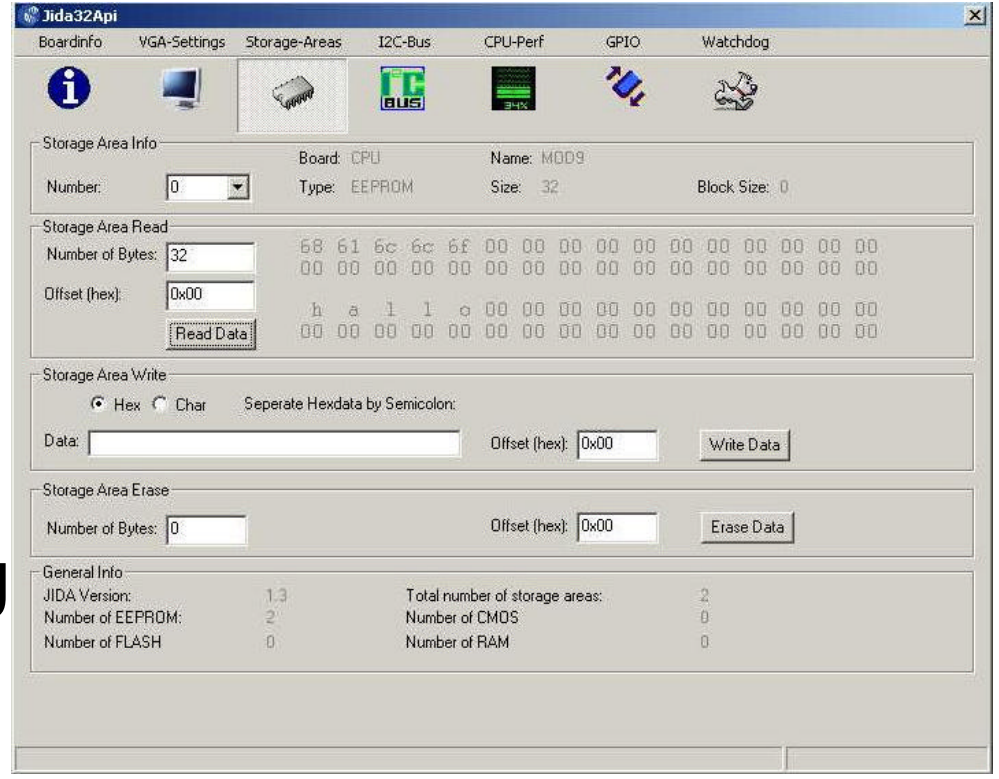 Jida32Api
Boardinfo VGA-Settings Storage-Areas I2C-Bus CPU-Perf GPIO Watchdog
I²C BUS 34%
Storage Area Info
Board: CPU Name: MOD9
Number: 0 Type: EEPROM Size: 32 Block Size: 0
Storage Area Read
Number of Bytes: 32
68 61 6c 6c 6f 00 00 00 00 00 00 00 00 00 00 00
00 00 00 00 00 00 00 00 00 00 00 00 00 00 00 00
Offset (hex): 0x00
h a l l o 00 00 00 00 00 00 00 00 00 00 00
00 00 00 00 00 00 00 00 00 00 00 00 00 00 00 00
Read Data
Storage Area Write
Hex Char Seperate Hexdata by Semicolon:
Data: Offset (hex): 0x00 Write Data
Storage Area Erase
Number of Bytes: 0 Offset (hex): 0x00 Erase Data
General Info
JIDA Version: 1.3 Total number of storage areas: 2
Number of EEPROM: 2 Number of CMOS 0
Number of FLASH 0 Number of RAM 0